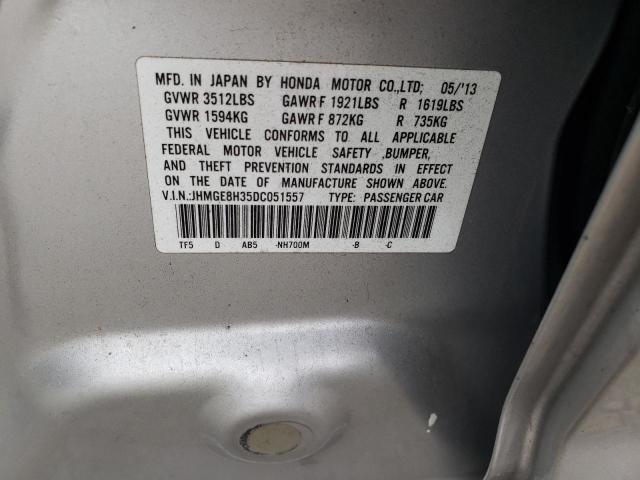 MFD. IN JAPAN BY HONDA MOTOR CO.,LTD; 05/'13
GVWR 3512LBS GAWR F 1921LBS R 1619LBS
GVWR 1594KG GAWR F 872KG R 735KG
THIS VEHICLE CONFORMS TO ALL APPLICABLE
FEDERAL MOTOR VEHICLE SAFETY ,BUMPER,
AND THEFT PREVENTION STANDARDS IN EFFECT
ON THE DATE OF MANUFACTURE SHOWN ABOVE.
V.I.N.:JHMGE8H35DC051557 TYPE: PASSENGER CAR
TF5 D AB5 -NH700M -B -C